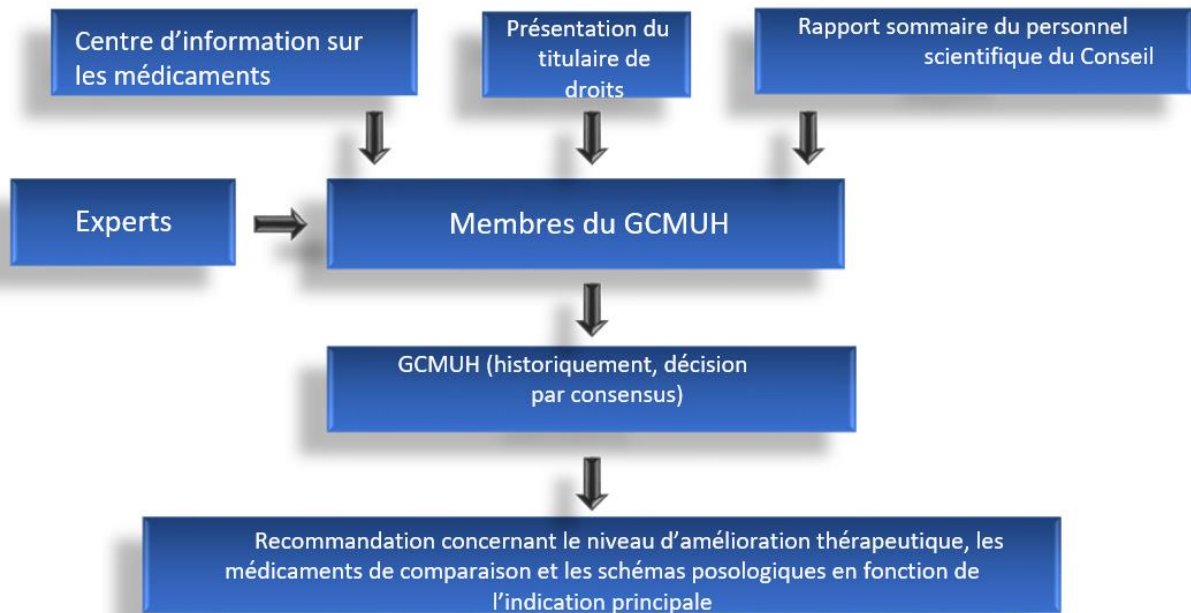 Centre d'information sur
les médicaments
Présentation du
titulaire de
droits
Rapport sommaire du personnel
scientifique du Conseil
Experts
Membres du GCMUH
GCMUH (historiquement, décision
par consensus)
Recommandation concernant le niveau d'amélioration thérapeutique, les
médicaments de comparaison et les schémas posologiques en fonction de
l'indication principale